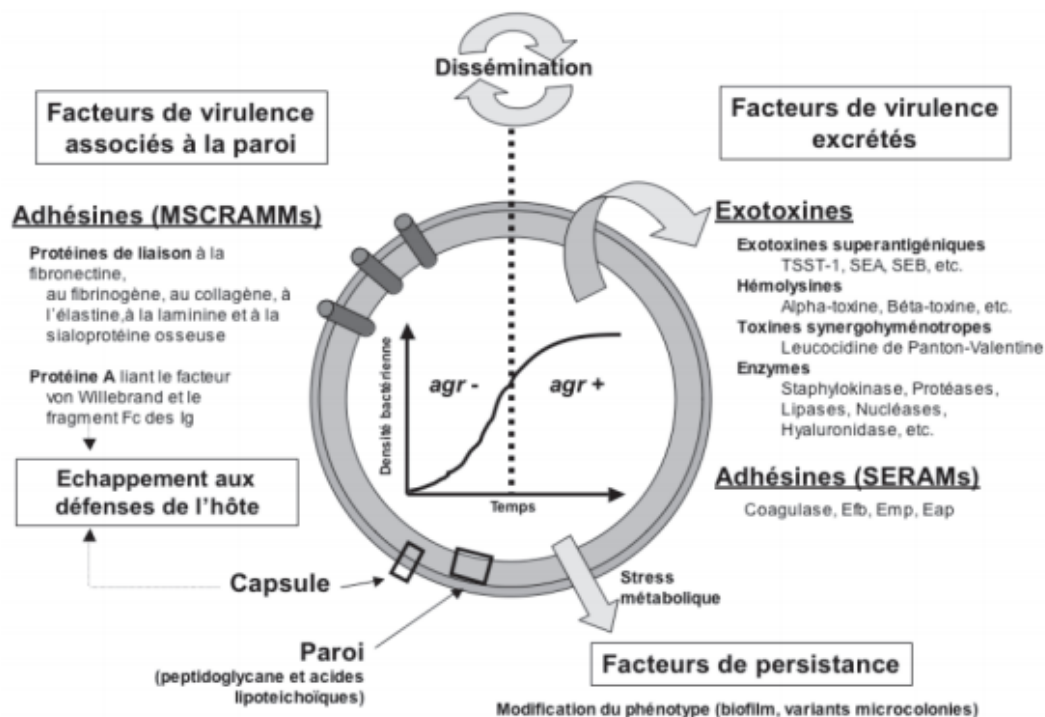 Dissémination
Facteurs de virulence
associés à la paroi
Adhésines (MSCRAMMs)
Protéines de liaison à la
fibronectine,
au fibrinogène, au collagène, à
l'élastine,à la laminine et à la
sialoprotéine osseuse
Protéine A liant le facteur
von Willebrand et le
fragment Fc des Ig
Echappement aux
défenses de l'hôte
Capsule
Paroi
(peptidoglycane et acides
lipoteichoïques)
Densité bactérienne
agr -
agr +
Temps
Facteurs de virulence
excrétés
Exotoxines
Exotoxines superantigéniques
TSST-1, SEA, SEB, etc.
Hémolysines
Alpha-toxine, Béta-toxine, etc.
Toxines synergohyménotropes
Leucocidine de Panton-Valentine
Enzymes
Staphylokinase, Protéases,
Lipases, Nucléases,
Hyaluronidase, etc.
Adhésines (SERAMs)
Coagulase, Efb, Emp, Eap
Stress
métabolique
Facteurs de persistance
Modification du phénotype (biofilm, variants microcolonies)